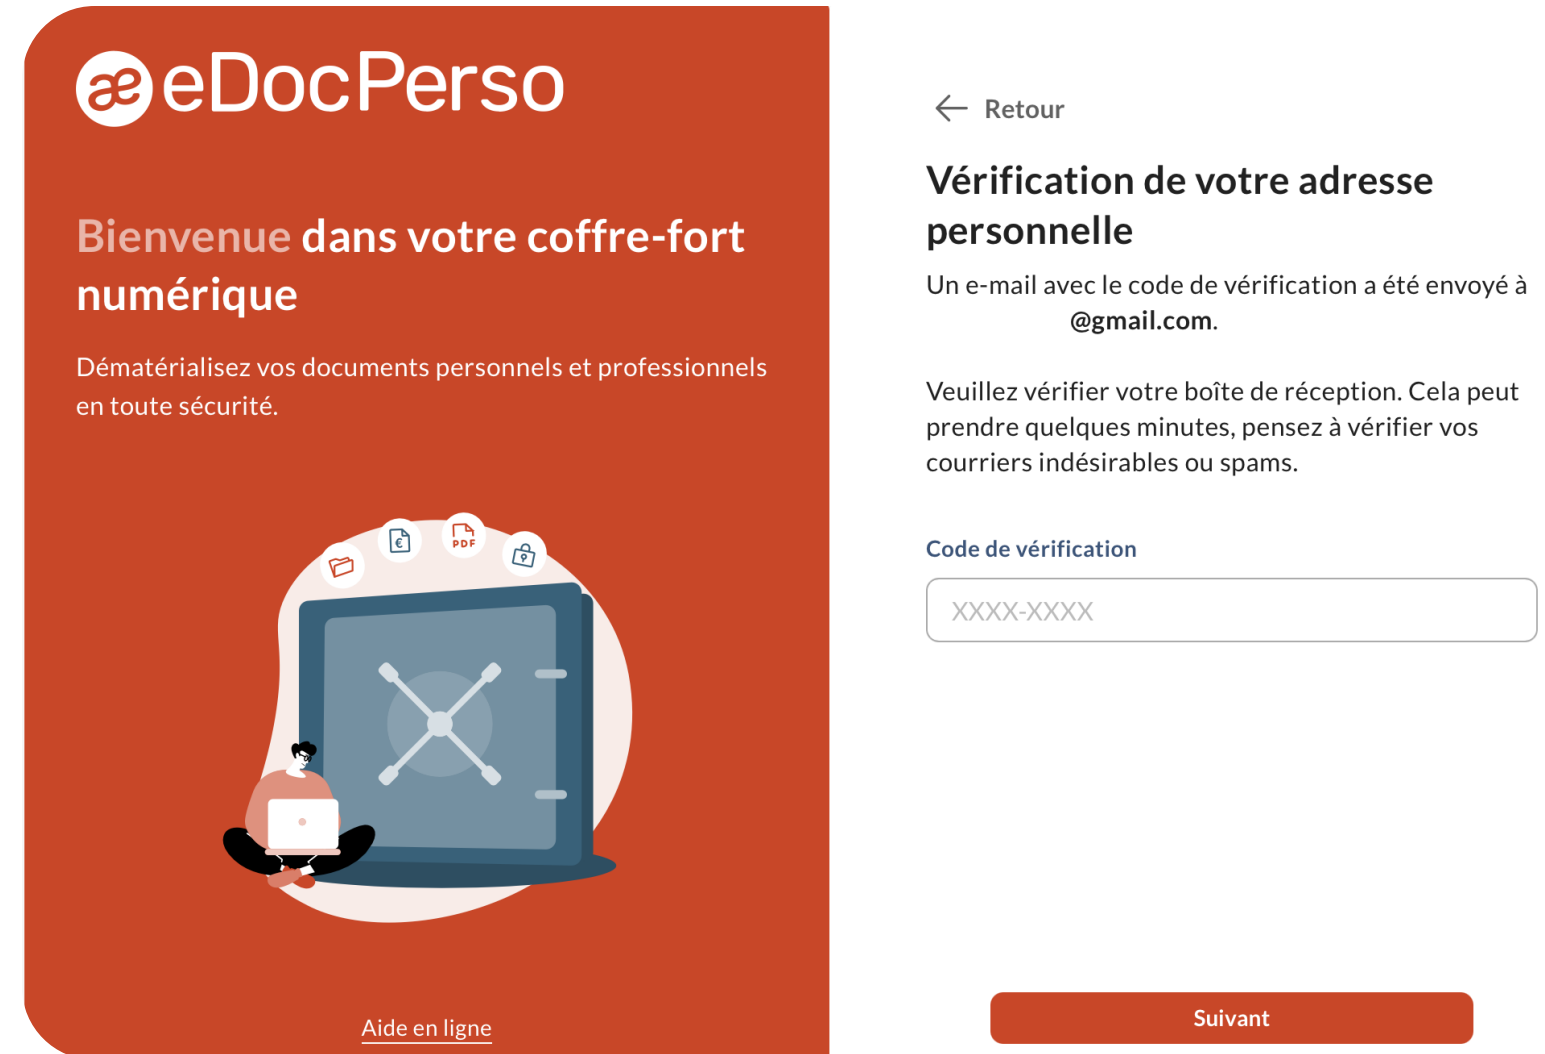 æ eDocPerso
Bienvenue dans votre coffre-fort
numérique
Dématérialisez vos documents personnels et professionnels
en toute sécurité.
€
PDF
Aide en ligne
Retour
Vérification de votre adresse
personnelle
Un e-mail avec le code de vérification a été envoyé à
@gmail.com.
Veuillez vérifier votre boîte de réception. Cela peut
prendre quelques minutes, pensez à vérifier vos
courriers indésirables ou spams.
Code de vérification
XXXX-XXXX
Suivant